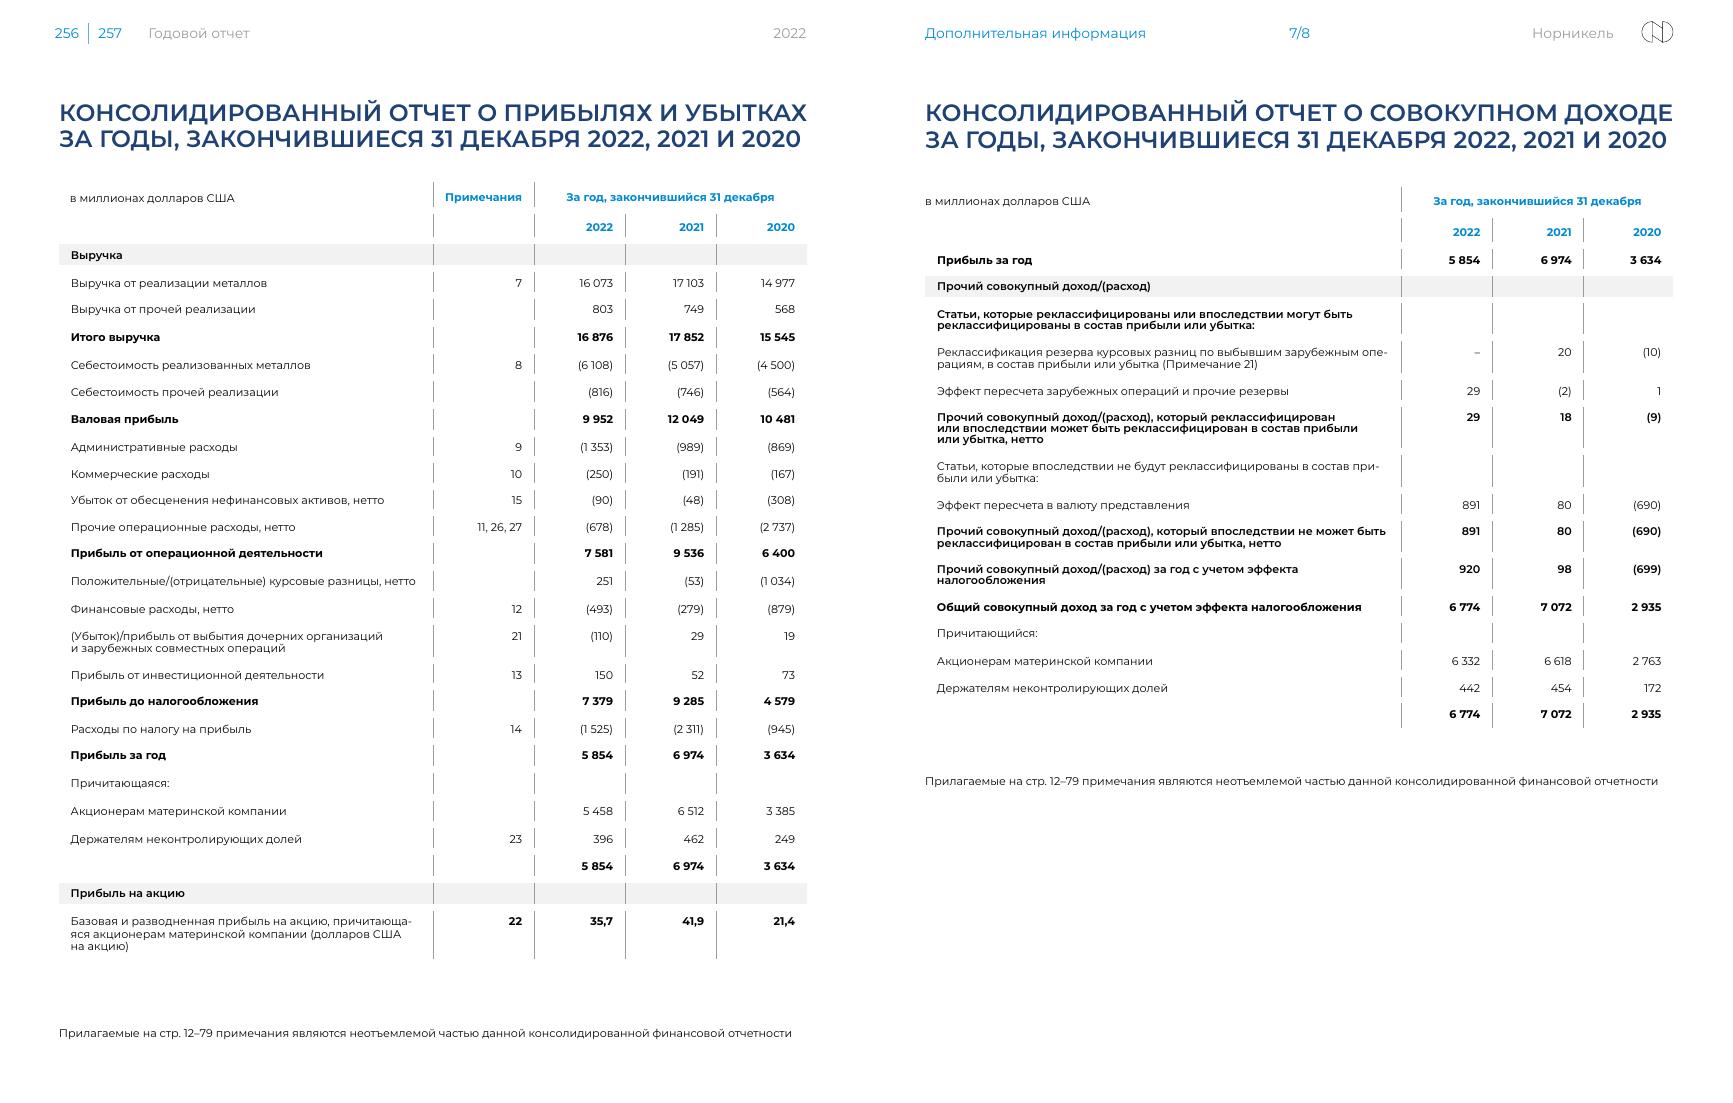 256 257 Годовой отчет 2022
КОНСОЛИДИРОВАННЫЙ ОТЧЕТ О ПРИБЫЛЯХ И УБЫТКАХ
ЗА ГОДЫ, ЗАКОНЧИВШИЕСЯ 31 ДЕКАБРЯ 2022, 2021 И 2020
в миллионах долларов США Примечания За год, закончившийся 31 декабря
2022 2021 2020
Выручка
Выручка от реализации металлов 7 16 073 17 103 14 977
Выручка от прочей реализации 803 749 568
Итого выручка 16 876 17 852 15 545
Себестоимость реализованных металлов 8 (6 108) (5 057) (4 500)
Себестоимость прочей реализации (816) (746) (564)
Валовая прибыль 9 952 12 049 10 481
Административные расходы 9 (1 353) (989) (869)
Коммерческие расходы 10 (250) (191) (167)
Убыток от обесценения нефинансовых активов, нетто 15 (90) (48) (308)
Прочие операционные расходы, нетто 11, 26, 27 (678) (1 285) (2 737)
Прибыль от операционной деятельности 7 581 9 536 6 400
Положительные/(отрицательные) курсовые разницы, нетто 251 (53) (1 034)
Финансовые расходы, нетто 12 (493) (279) (879)
(Убыток)/прибыль от выбытия дочерних организаций 21 (110) 29 19
и зарубежных совместных операций
Прибыль от инвестиционной деятельности 13 150 52 73
Прибыль до налогообложения 7 379 9 285 4 579
Расходы по налогу на прибыль 14 (1 525) (2 311) (945)
Прибыль за год 5 854 6 974 3 634
Причитающаяся:
Акционерам материнской компании 5 458 6 512 3 385
Держателям неконтролирующих долей 23 396 462 249
5 854 6 974 3 634
Прибыль на акцию
Базовая и разводненная прибыль на акцию, причитающа- 22 35,7 41,9 21,4
яся акционерам материнской компании (долларов США
на акцию)
Прилагаемые на стр. 12–79 примечания являются неотъемлемой частью данной консолидированной финансовой отчетности
Дополнительная информация 7/8 Норникель
КОНСОЛИДИРОВАННЫЙ ОТЧЕТ О СОВОКУПНОМ ДОХОДЕ
ЗА ГОДЫ, ЗАКОНЧИВШИЕСЯ 31 ДЕКАБРЯ 2022, 2021 И 2020
в миллионах долларов США За год, закончившийся 31 декабря
2022 2021 2020
Прибыль за год 5 854 6 974 3 634
Прочий совокупный доход/(расход)
Статьи, которые реклассифицированы или впоследствии могут быть
реклассифицированы в состав прибыли или убытка:
Реклассификация резерва курсовых разниц по выбывшим зарубежным опе- – 20 (10)
рациям, в состав прибыли или убытка (Примечание 21)
Эффект пересчета зарубежных операций и прочие резервы 29 (2) 1
Прочий совокупный доход/(расход), который реклассифицирован 29 18 (9)
или впоследствии может быть реклассифицирован в состав прибыли
или убытка, нетто
Статьи, которые впоследствии не будут реклассифицированы в состав при-
были или убытка:
Эффект пересчета в валюту представления 891 80 (690)
Прочий совокупный доход/(расход), который впоследствии не может быть 891 80 (690)
реклассифицирован в состав прибыли или убытка, нетто
Прочий совокупный доход/(расход) за год с учетом эффекта 920 98 (699)
налогообложения
Общий совокупный доход за год с учетом эффекта налогообложения 6 774 7 072 2 935
Причитающийся:
Акционерам материнской компании 6 332 6 618 2 763
Держателям неконтролирующих долей 442 454 172
6 774 7 072 2 935
Прилагаемые на стр. 12–79 примечания являются неотъемлемой частью данной консолидированной финансовой отчетности